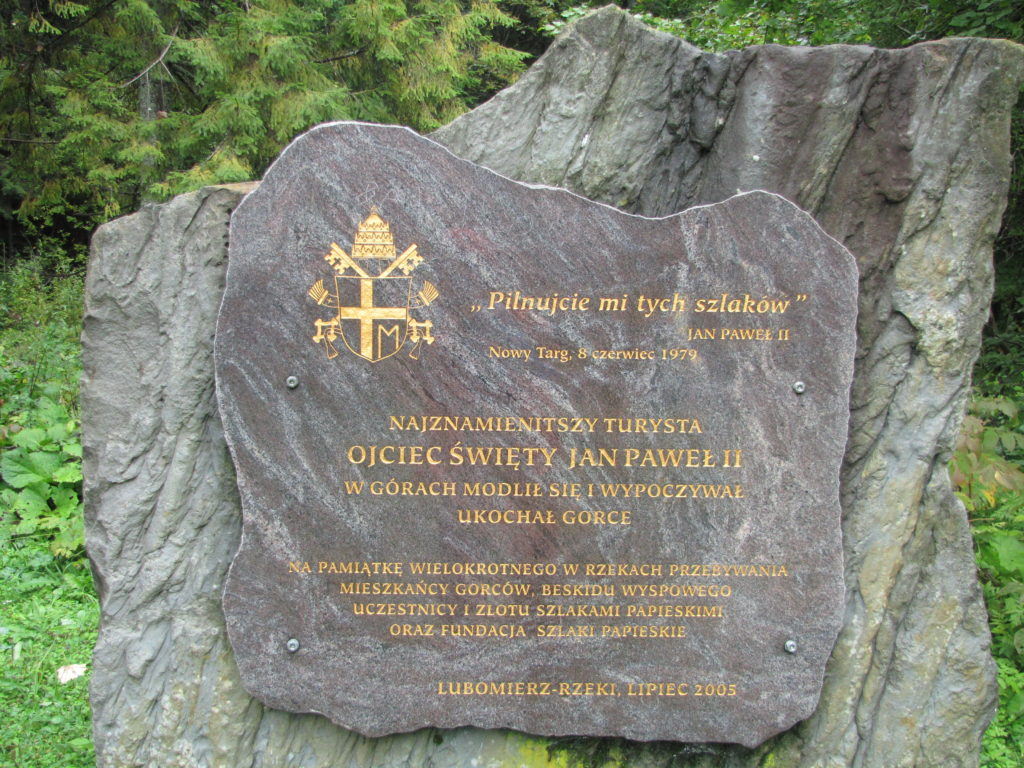 M
„Pilnujcie mi tych szlaków”
JAN PAWEŁ II
Nowy Targ, 8 czerwiec 1979
NAJZNAMIENITSZY TURYSTA
OJCIEC ŚWIĘTY JAN PAWEŁ II
W GÓRACH MODLIŁ SIĘ I WYPOCZYWAŁ
UKOCHAŁ GORCE
NA PAMIĄTKĘ WIELOKROTNEGO W RZEKACH PRZEBYWANIA
MIESZKAŃCY GORCÓW, BESKIDU WYSPOWEGO
UCZESTNICY I ZLOTU SZLAKAMI PAPIESKIMI
ORAZ FUNDACJA SZLAKI PAPIESKIE
LUBOMIERZ-RZEKI, LIPIEC 2005